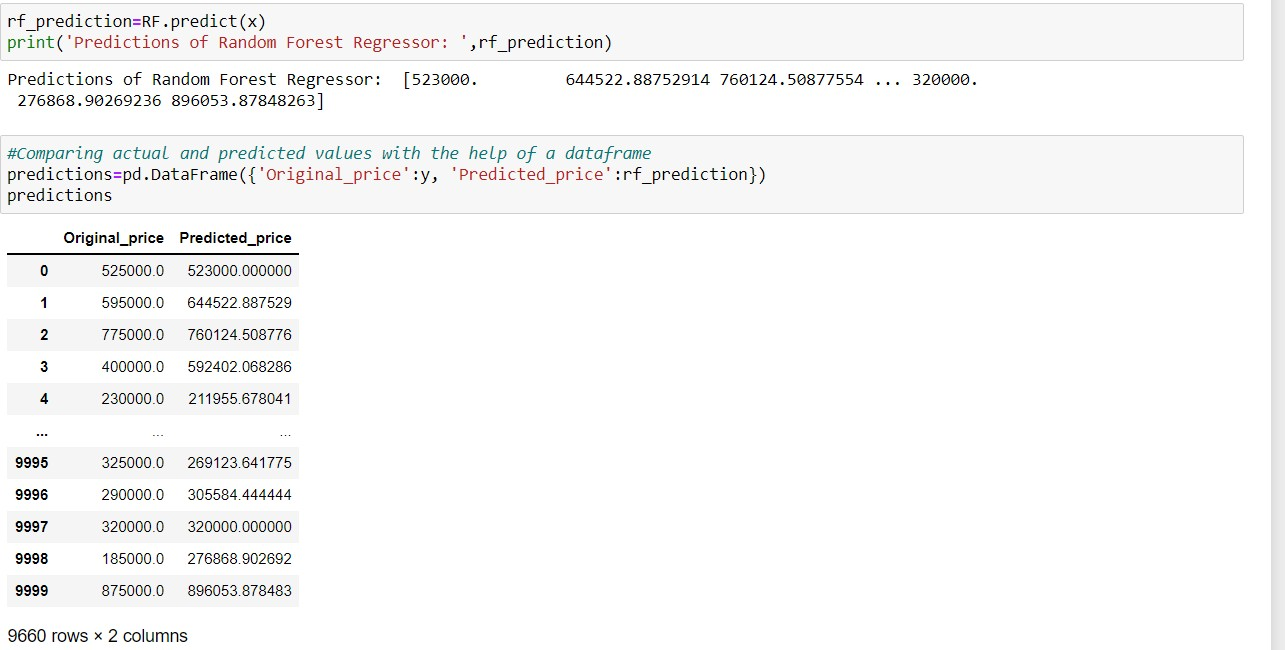 rf_prediction=RF.predict(x)
print('Predictions of Random Forest Regressor: ',rf_prediction)
Predictions of Random Forest Regressor:  [523000.         644522.88752914 760124.50877554 ... 320000.
 276868.90269236 896053.87848263]
#Comparing actual and predicted values with the help of a dataframe
predictions=pd.DataFrame({'Original_price':y, 'Predicted_price':rf_prediction})
predictions
Original_price Predicted_price
0 525000.0 523000.000000
1 595000.0 644522.887529
2 775000.0 760124.508776
3 400000.0 592402.068286
4 230000.0 211955.678041
... ... ...
9995 325000.0 269123.641775
9996 290000.0 305584.444444
9997 320000.0 320000.000000
9998 185000.0 276868.902692
9999 875000.0 896053.878483
9660 rows × 2 columns